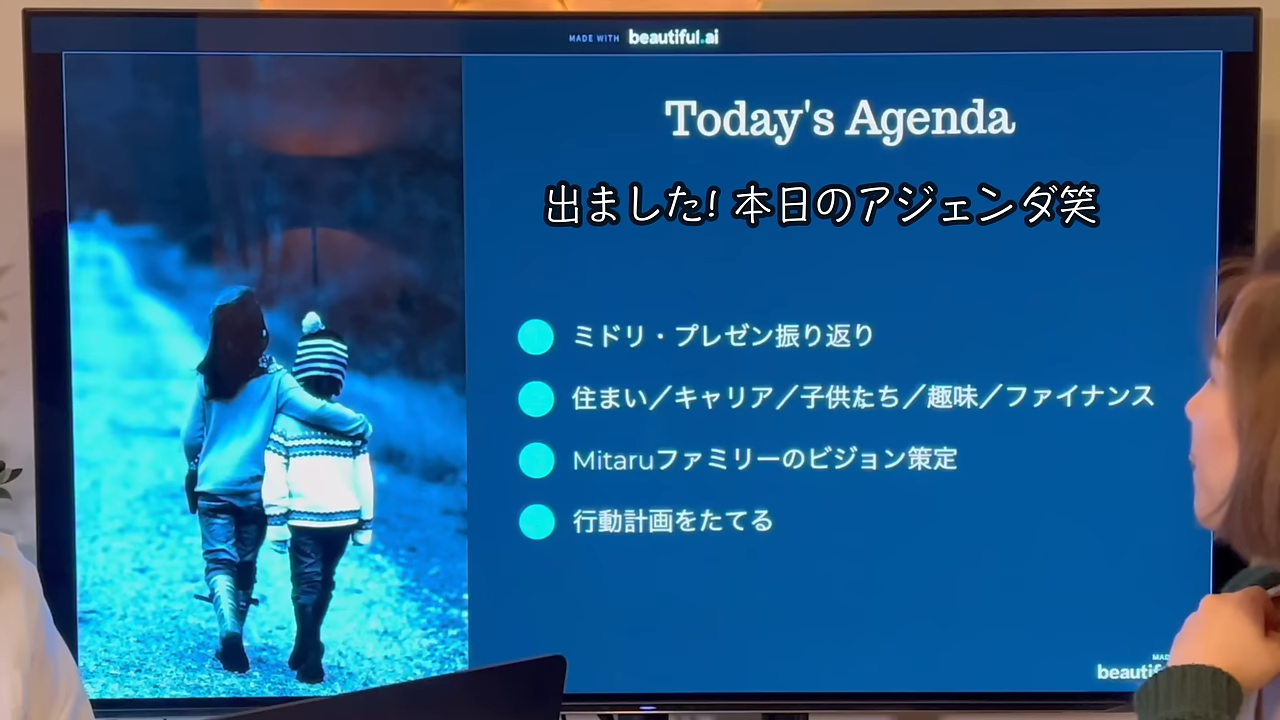 MADE WITH beautiful.ai
Today's Agenda
出ました! 本日のアジェンダ笑
ミドリ・プレゼン振り返り
住まい／キャリア／子供たち／趣味／ファイナンス
Mitaruファミリーのビジョン策定
行動計画をたてる